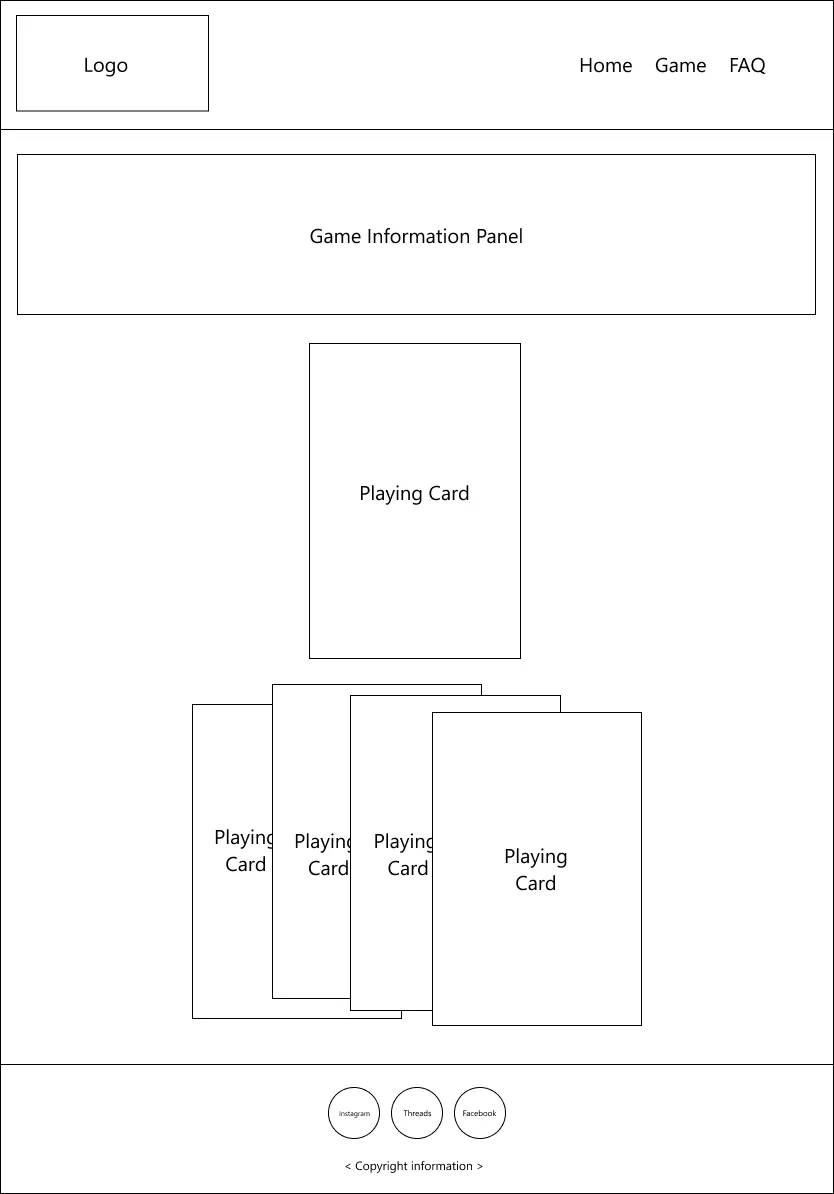 Logo
Home Game FAQ
Game Information Panel
Playing Card
Playing
Card
Playing
Card
Playing
Card
Playing
Card
Instagram
Threads
Facebook
< Copyright information >